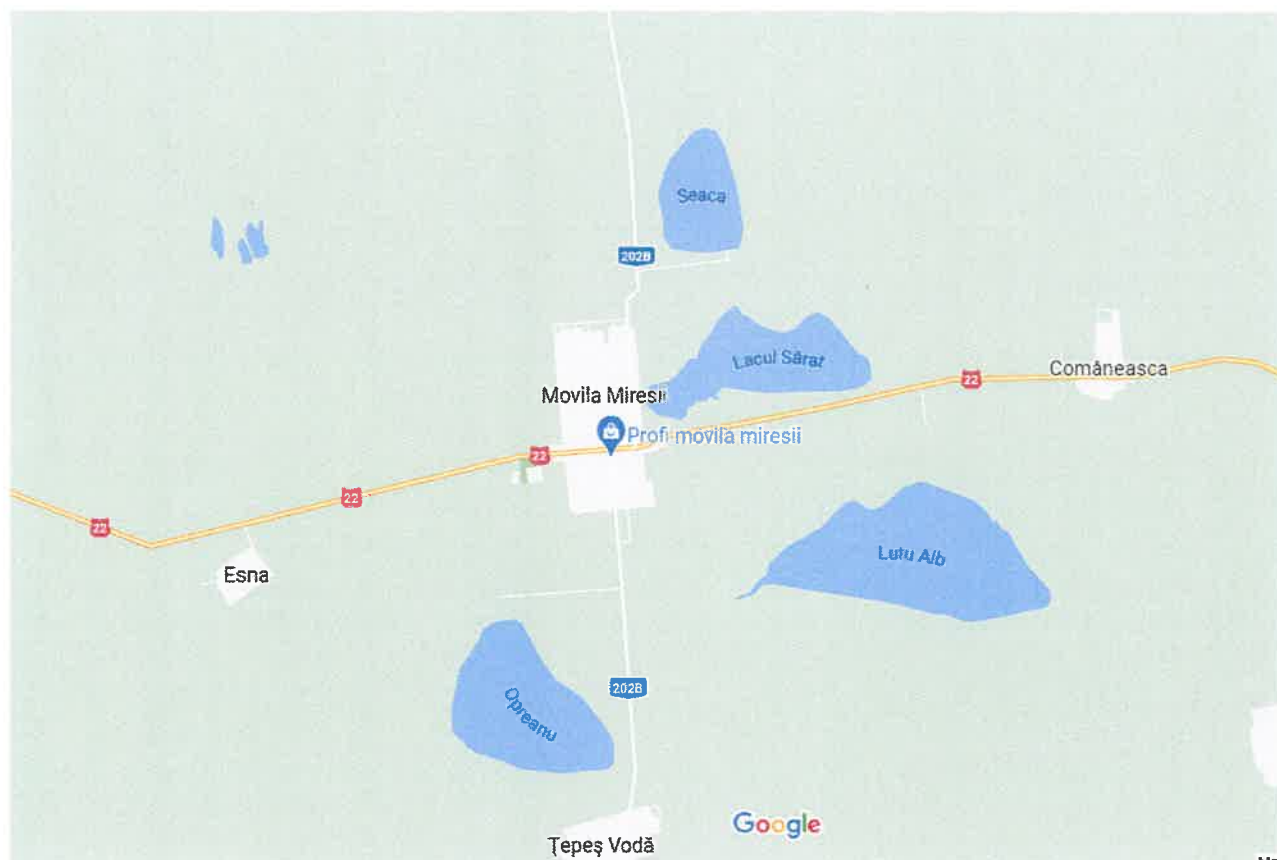 Seaca
202B
Lacul Sărat
22
Comăneasca
Movila Miresii
Profi movila miresii
22
22
22
Lutu Alb
Esna
202B
Opreanu
Google
Țepeș Vodă